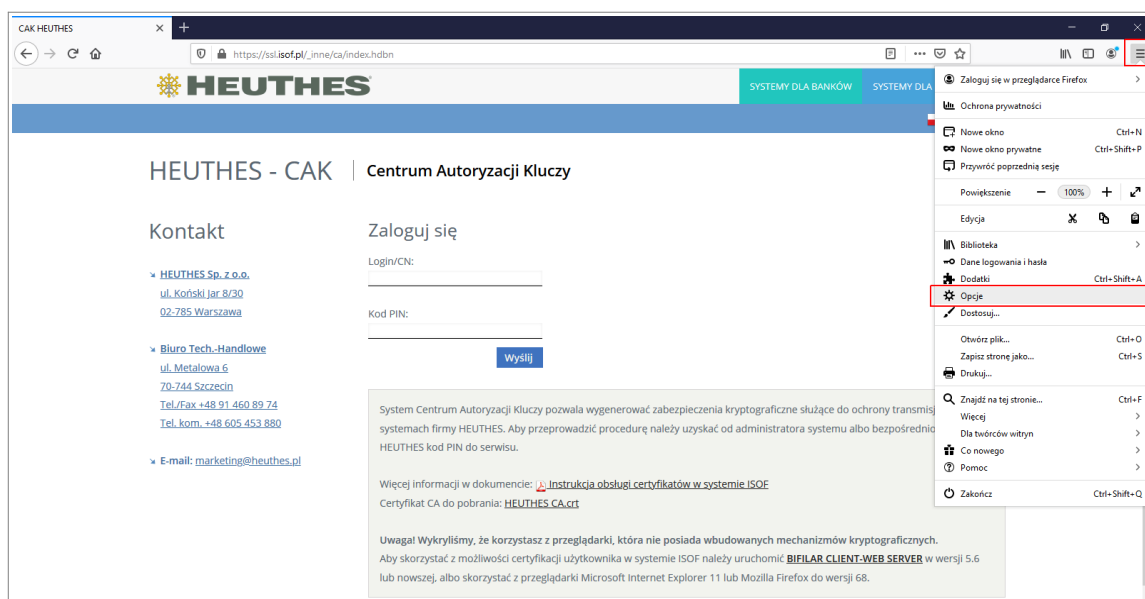 CAK HEUTHES
https://ssl.isof.pl/_inne/ca/index.hdbn
HEUTHES
SYSTEMY DLA BANKÓW
SYSTEMY DLA
HEUTHES - CAK
Centrum Autoryzacji Kluczy
Kontakt
HEUTHES Sp. z o.o.
ul. Koński Jar 8/30
02-785 Warszawa
Biuro Tech.-Handlowe
ul. Metalowa 6
70-744 Szczecin
Tel./Fax +48 91 460 89 74
Tel. kom. +48 605 453 880
E-mail: marketing@heuthes.pl
Zaloguj się
Login/CN:
Kod PIN:
Wyślij
System Centrum Autoryzacji Kluczy pozwala wygenerować zabezpieczenia kryptograficzne służące do ochrony transmisj
systemach firmy HEUTHES. Aby przeprowadzić procedurę należy uzyskać od administratora systemu albo bezpośrednio
HEUTHES kod PIN do serwisu.
Więcej informacji w dokumencie: Instrukcja obsługi certyfikatów w systemie ISOF
Certyfikat CA do pobrania: HEUTHES CA.crt
Uwaga! Wykryliśmy, że korzystasz z przeglądarki, która nie posiada wbudowanych mechanizmów kryptograficznych.
Aby skorzystać z możliwości certyfikacji użytkownika w systemie ISOF należy uruchomić BIFILAR CLIENT-WEB SERVER w wersji 5.6
lub nowszej, albo skorzystać z przeglądarki Microsoft Internet Explorer 11 lub Mozilla Firefox do wersji 68.
Zaloguj się w przeglądarce Firefox
Ochrona prywatności
Nowe okno Ctrl+N
Nowe okno prywatne Ctrl+Shift+P
Przywróć poprzednią sesję
Powiększenie 100%
Edycja
Biblioteka
Dane logowania i hasła
Dodatki Ctrl+Shift+A
Opcje
Dostosuj...
Otwórz plik... Ctrl+O
Zapisz stronę jako... Ctrl+S
Drukuj...
Znajdź na tej stronie... Ctrl+F
Więcej
Dla twórców witryn
Co nowego
Pomoc
Zakończ Ctrl+Shift+Q